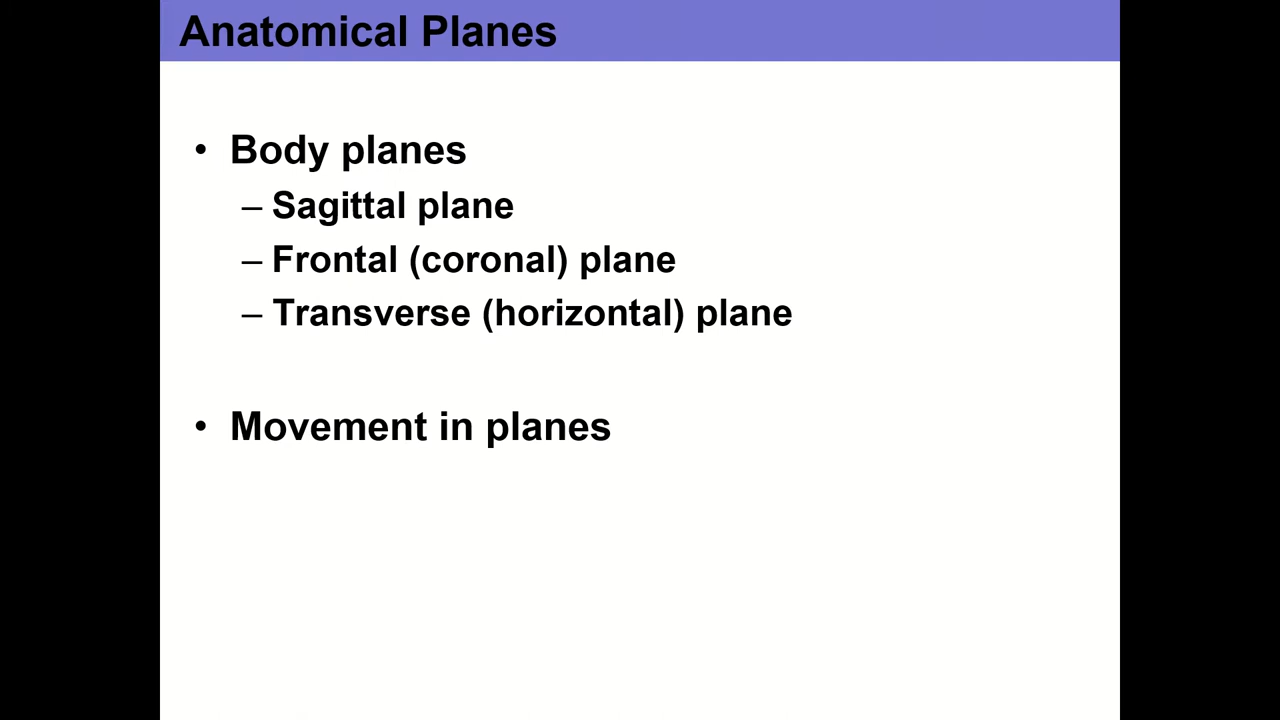 Anatomical Planes
• Body planes
– Sagittal plane
– Frontal (coronal) plane
– Transverse (horizontal) plane
• Movement in planes